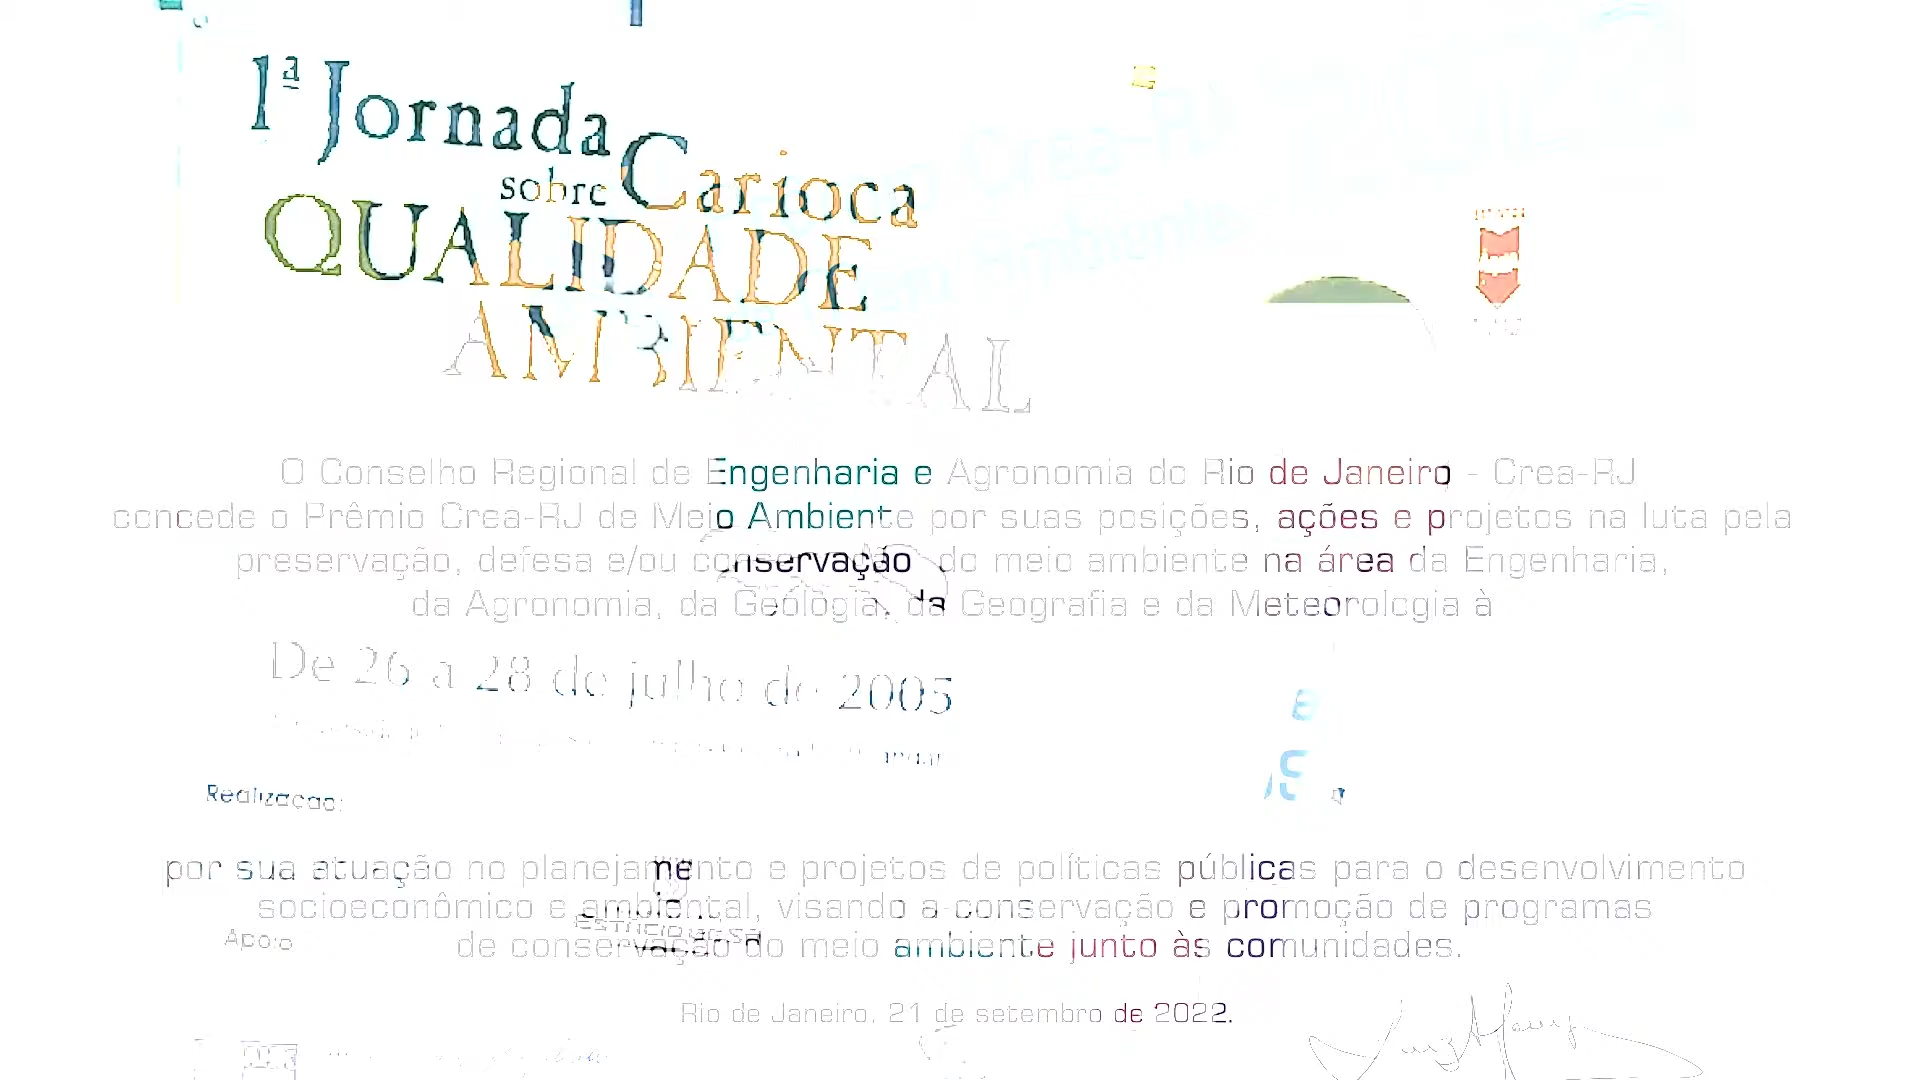 1ª Jornada
Carioca
sobre
QUALIDADE
AMBIENTAL
O Conselho Regional de Engenharia e Agronomia do Rio de Janeiro - Crea-RJ
concede o Prêmio Crea-RJ de Meio Ambiente por suas posições, ações e projetos na luta pela
preservação, defesa e/ou conservação do meio ambiente na área da Engenharia,
da Agronomia, da Geologia, da Geografia e da Meteorologia à
De 26 a 28 de julho de 2005
Realização:
por sua atuação no planejamento e projetos de políticas públicas para o desenvolvimento
socioeconômico e ambiental, visando a conservação e promoção de programas
de conservação do meio ambiente junto às comunidades.
Apoio
Rio de Janeiro, 21 de setembro de 2022.